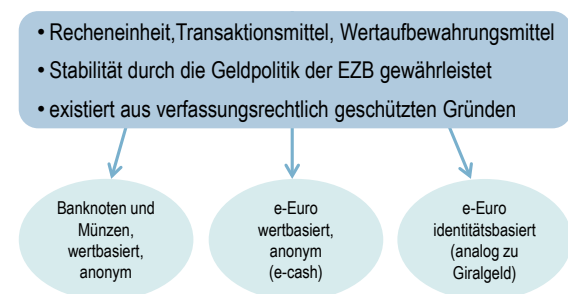 • Recheneinheit,Transaktionsmittel, Wertaufbewahrungsmittel
• Stabilität durch die Geldpolitik der EZB gewährleistet
• existiert aus verfassungsrechtlich geschützten Gründen
Banknoten und
Münzen,
wertbasiert,
anonym
e-Euro
wertbasiert,
anonym
(e-cash)
e-Euro
identitätsbasiert
(analog zu
Giralgeld)